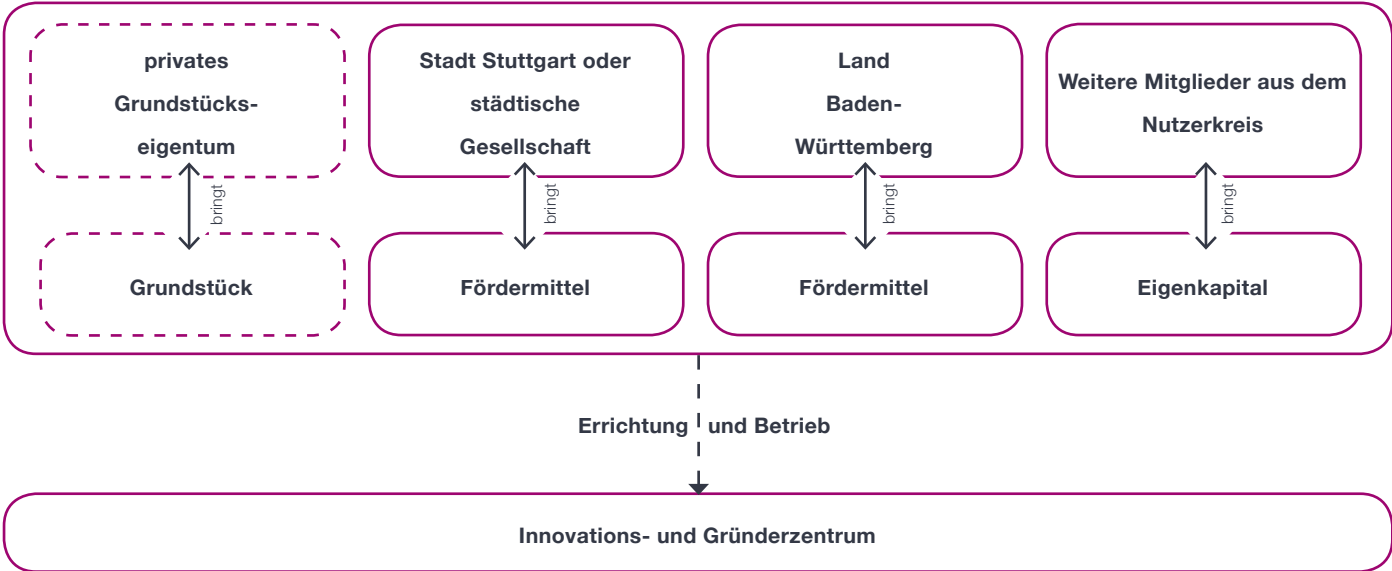 privates
Grundstücks-
eigentum
Stadt Stuttgart oder
städtische
Gesellschaft
Land
Baden-
Württemberg
Weitere Mitglieder aus dem
Nutzerkreis
bringt
bringt
bringt
bringt
Grundstück
Fördermittel
Fördermittel
Eigenkapital
Errichtung und Betrieb
Innovations- und Gründerzentrum